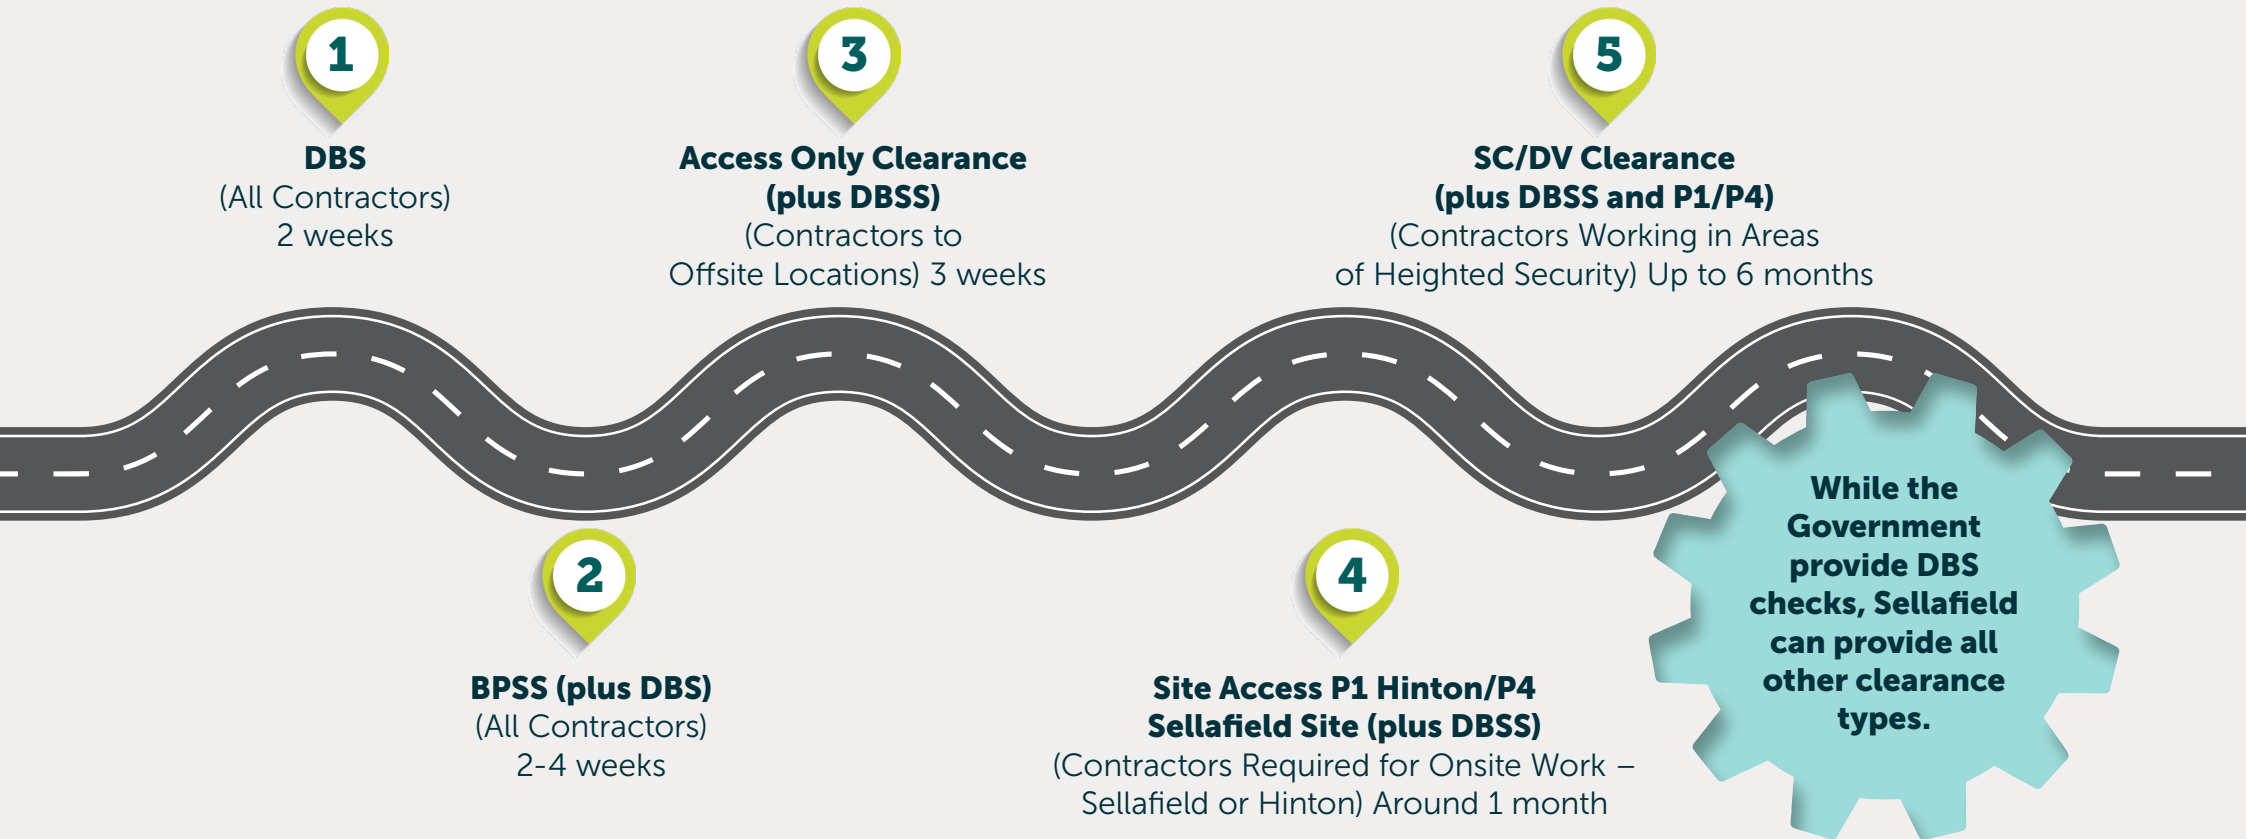 1
DBS
(All Contractors)
2 weeks
2
BPSS (plus DBS)
(All Contractors)
2-4 weeks
3
Access Only Clearance
(plus DBSS)
(Contractors to
Offsite Locations) 3 weeks
4
Site Access P1 Hinton/P4
Sellafield Site (plus DBSS)
(Contractors Required for Onsite Work –
Sellafield or Hinton) Around 1 month
5
SC/DV Clearance
(plus DBSS and P1/P4)
(Contractors Working in Areas
of Heighted Security) Up to 6 months
While the
Government
provide DBS
checks, Sellafield
can provide all
other clearance
types.